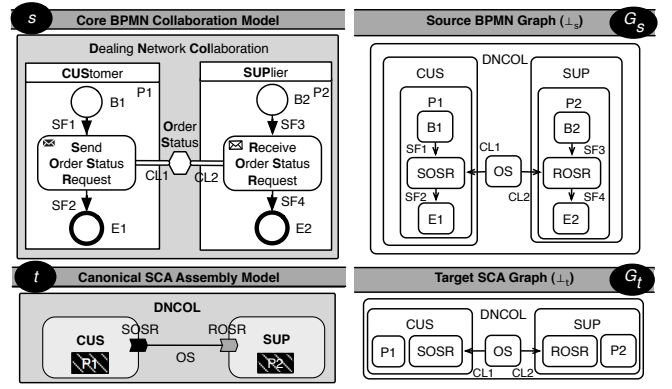 s Core BPMN Collaboration Model
Dealing Network Collaboration
CUStomer
P1
B1
SF1
Send
Order Status
Request
SF2
E1
Order
Status
CL1
CL2
SUPlier
B2 P2
SF3
Receive
Order Status
Request
SF4
E2
Source BPMN Graph (⊥s) Gs
DNCOL
CUS
P1
B1
SF1
SOSR
SF2
E1
CL1
OS
CL2
SUP
P2
B2
SF3
ROSR
SF4
E2
t Canonical SCA Assembly Model
DNCOL
CUS
P1
SOSR
OS
ROSR
SUP
P2
Target SCA Graph (⊥t) Gt
DNCOL
CUS
P1 SOSR
OS
CL1 CL2
SUP
ROSR P2